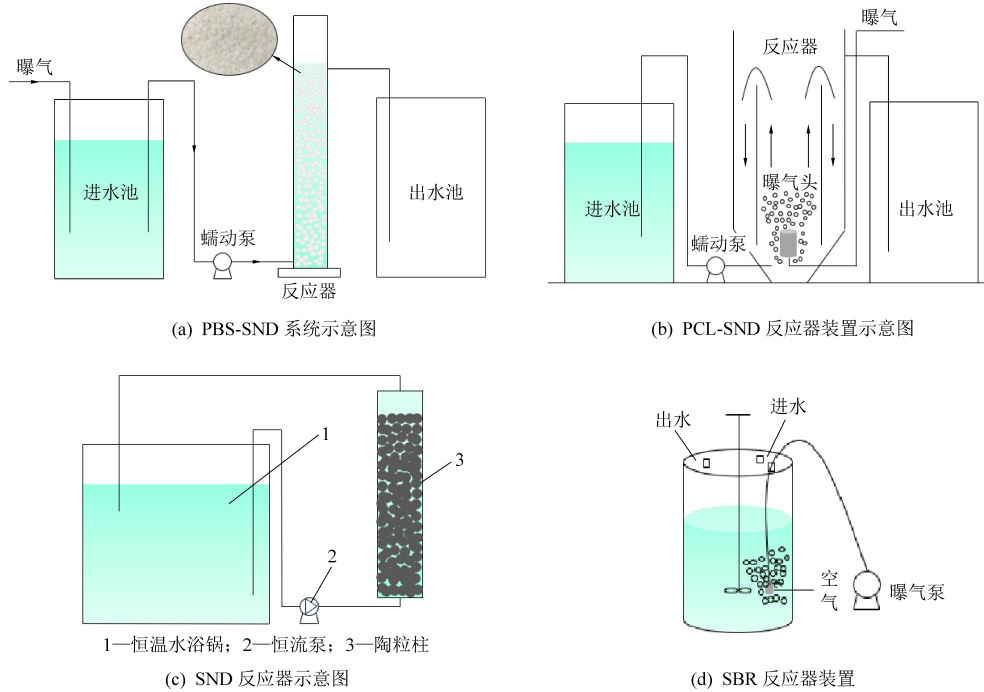 曝气
进水池
蠕动泵
反应器
出水池
(a) PBS-SND 系统示意图
曝气
反应器
进水池
曝气头
蠕动泵
出水池
(b) PCL-SND 反应器装置示意图
1
2
3
1—恒温水浴锅；2—恒流泵；3—陶粒柱
(c) SND 反应器示意图
出水
进水
空
气
曝气泵
(d) SBR 反应器装置